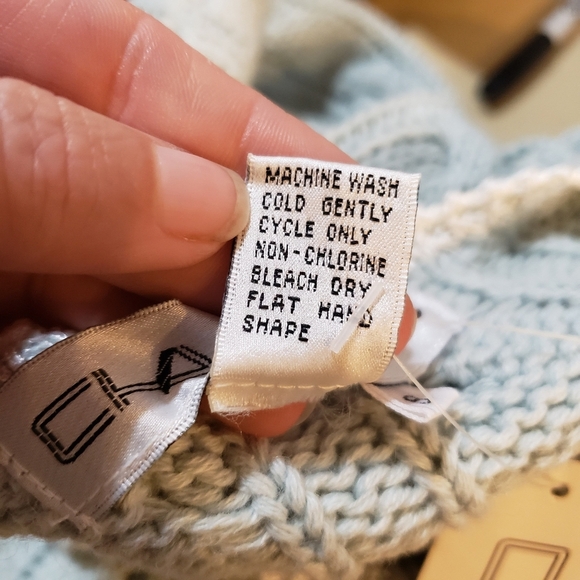 MACHINE WASH
COLD GENTLY
CYCLE ONLY
NON-CHLORINE
BLEACH DRY
FLAT HAND
SHAPE